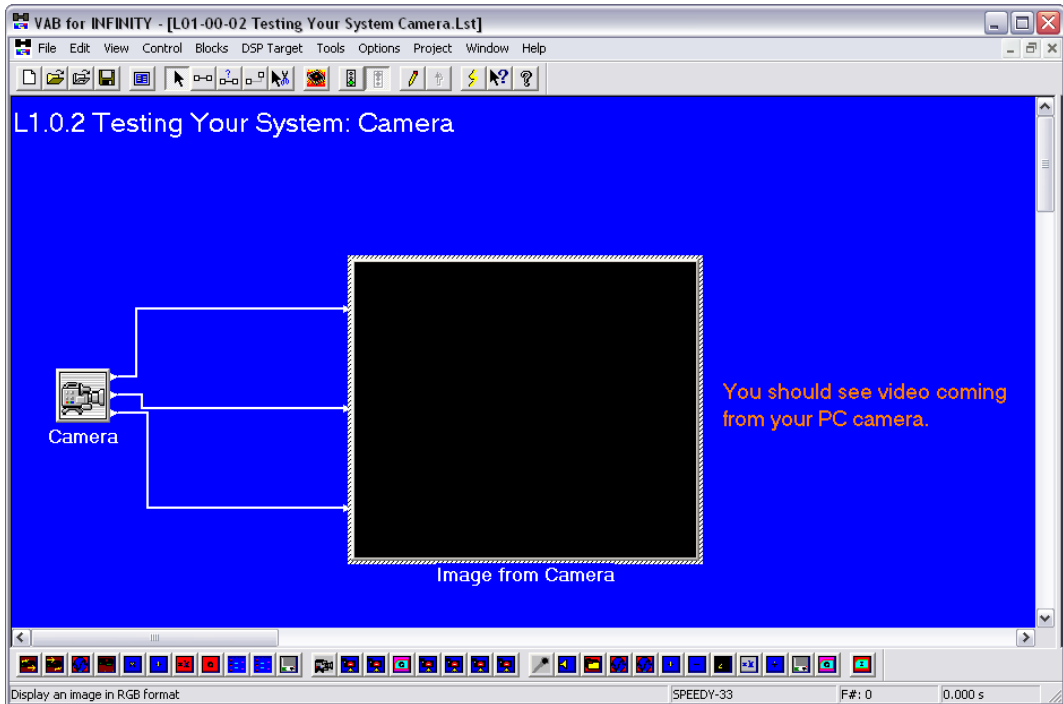 VAB for INFINITY - [L01-00-02 Testing Your System Camera.Lst]
File Edit View Control Blocks DSP Target Tools Options Project Window Help
L1.0.2 Testing Your System: Camera
Camera
You should see video coming
from your PC camera.
Image from Camera
Display an image in RGB format
SPEEDY-33
F#: 0
0.000 s